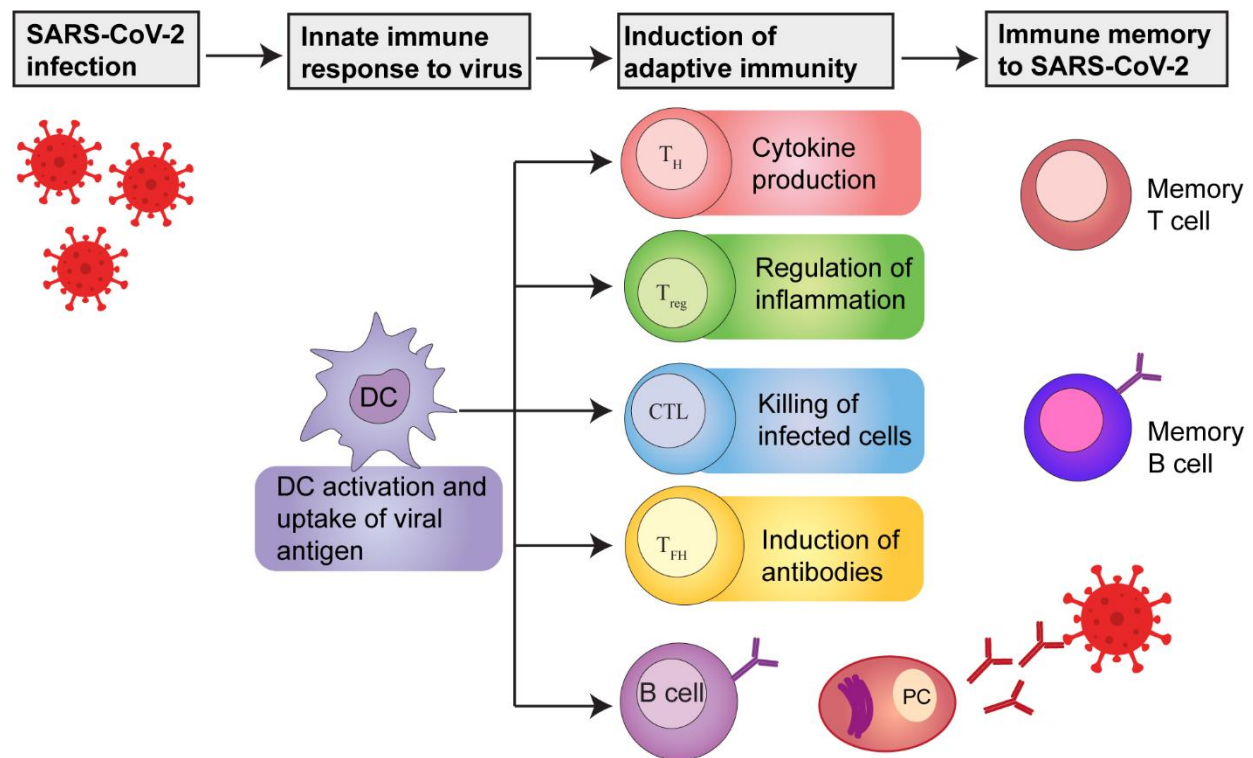 SARS-CoV-2
infection
Innate immune
response to virus
Induction of
adaptive immunity
Immune memory
to SARS-CoV-2
TH
Cytokine
production
Memory
T cell
Treg
Regulation of
inflammation
DC
CTL
Killing of
infected cells
Memory
B cell
DC activation and
uptake of viral
antigen
TFH
Induction of
antibodies
B cell
PC